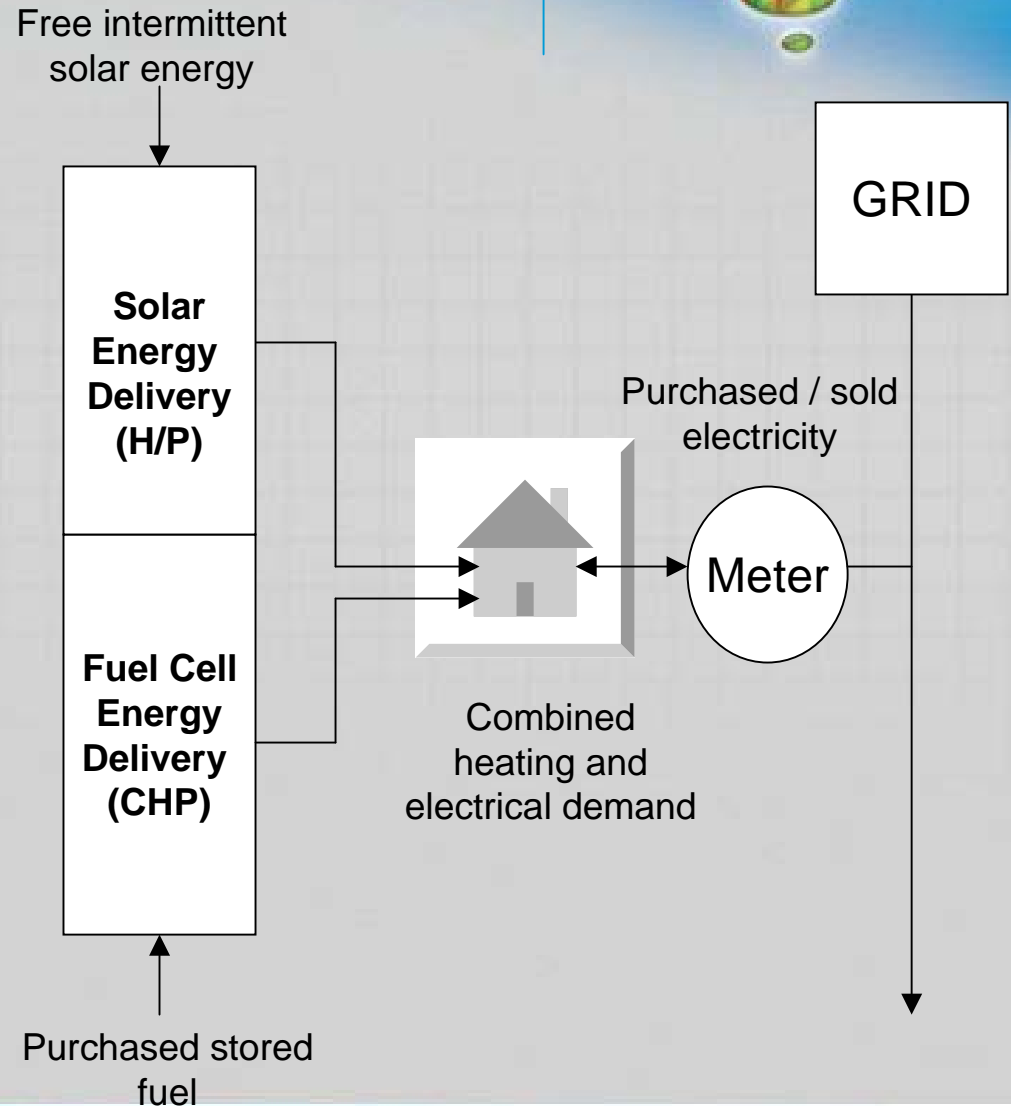 Free intermittent
solar energy
GRID
Solar
Energy
Delivery
(H/P)
Purchased / sold
electricity
Meter
Fuel Cell
Energy
Delivery
(CHP)
Combined
heating and
electrical demand
Purchased stored
fuel